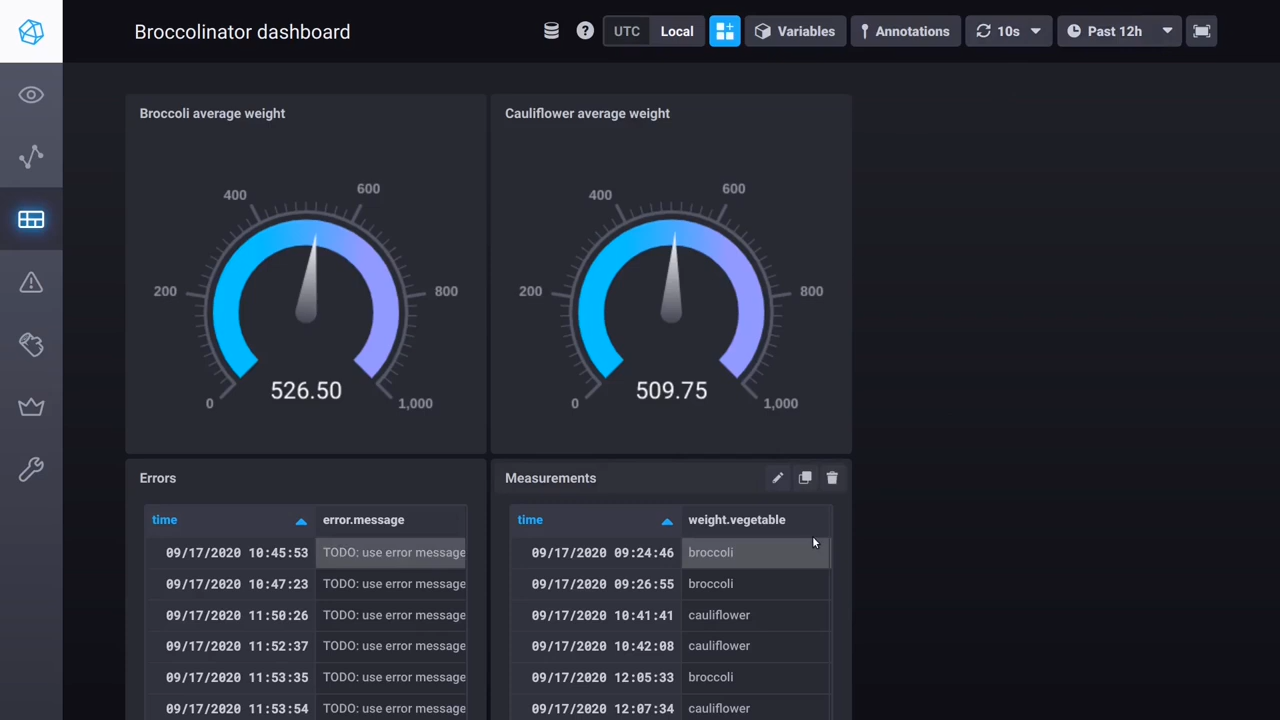 Broccolinator dashboard
UTC Local Variables Annotations 10s Past 12h
Broccoli average weight
Cauliflower average weight
400 600
200 800
526.50
0 1,000
400 600
200 800
509.75
0 1,000
Errors
time error.message
09/17/2020 10:45:53 TODO: use error message
09/17/2020 10:47:23 TODO: use error message
09/17/2020 11:50:26 TODO: use error message
09/17/2020 11:52:37 TODO: use error message
09/17/2020 11:53:35 TODO: use error message
09/17/2020 11:53:54 TODO: use error message
Measurements
time weight.vegetable
09/17/2020 09:24:46 broccoli
09/17/2020 09:26:55 broccoli
09/17/2020 10:41:41 cauliflower
09/17/2020 10:42:08 cauliflower
09/17/2020 12:05:33 broccoli
09/17/2020 12:07:34 cauliflower